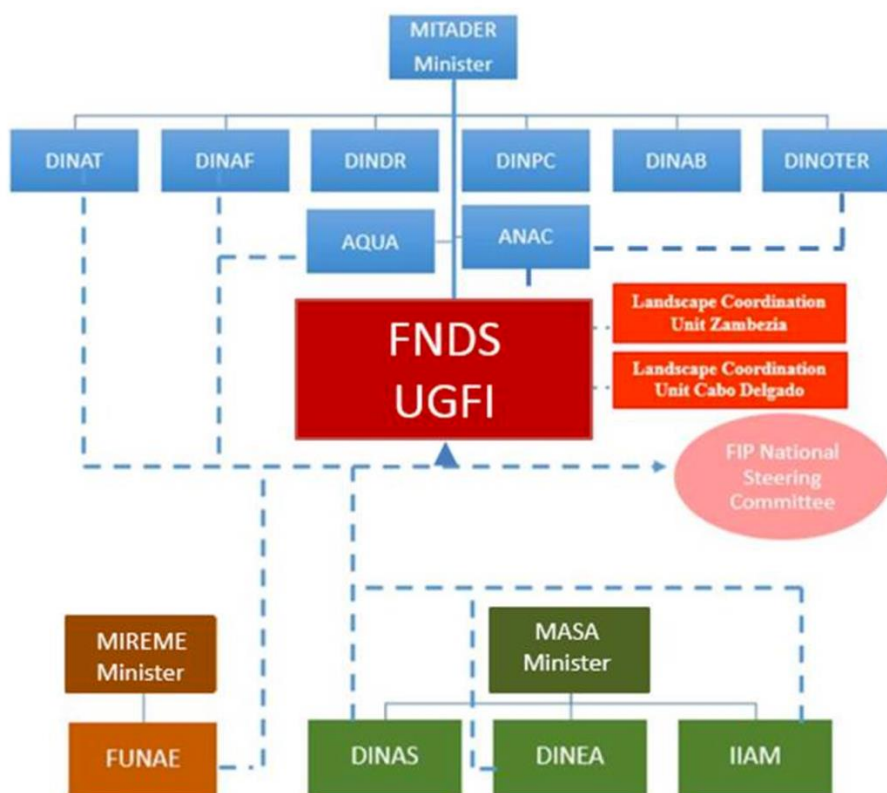 MITADER
Minister
DINAT
DINAF
DINDR
DINPC
DINAB
DINOTER
AQUA
ANAC
FNDS
UGFI
Landscape Coordination
Unit Zambezia
Landscape Coordination
Unit Cabo Delgado
FIP National
Steering
Committee
MIREME
Minister
MASA
Minister
FUNAE
DINAS
DINEA
IIAM